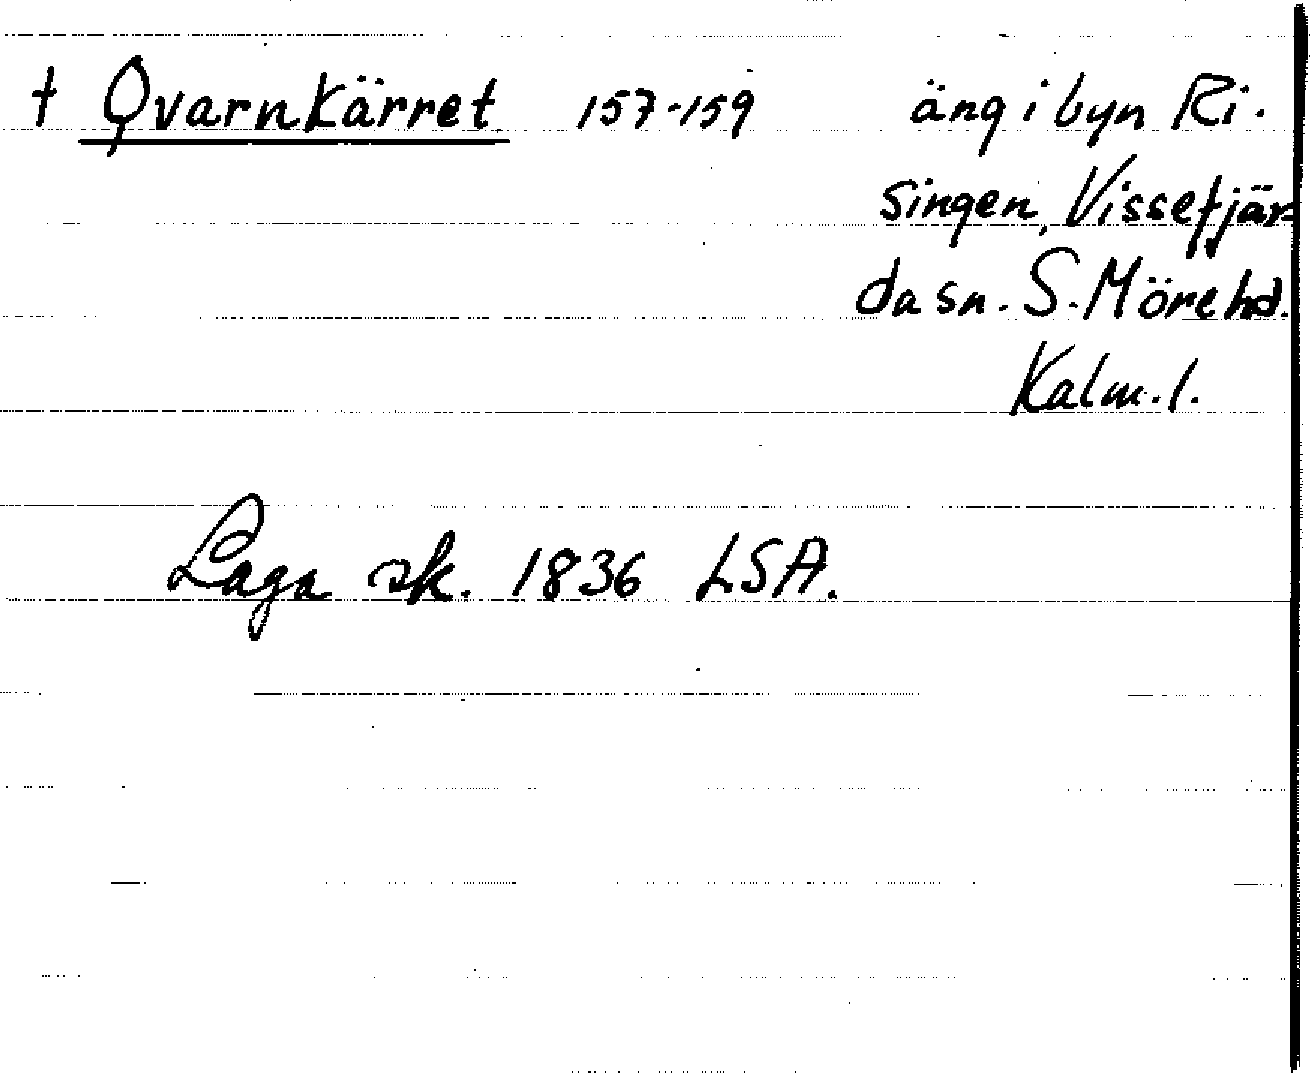 † Qvarnkärret 157-159 äng i byn Ri-
singen, Vissefjär-
da sn. S. Möre hd.
Kalm. l.
Laga sk. 1836 LSA.